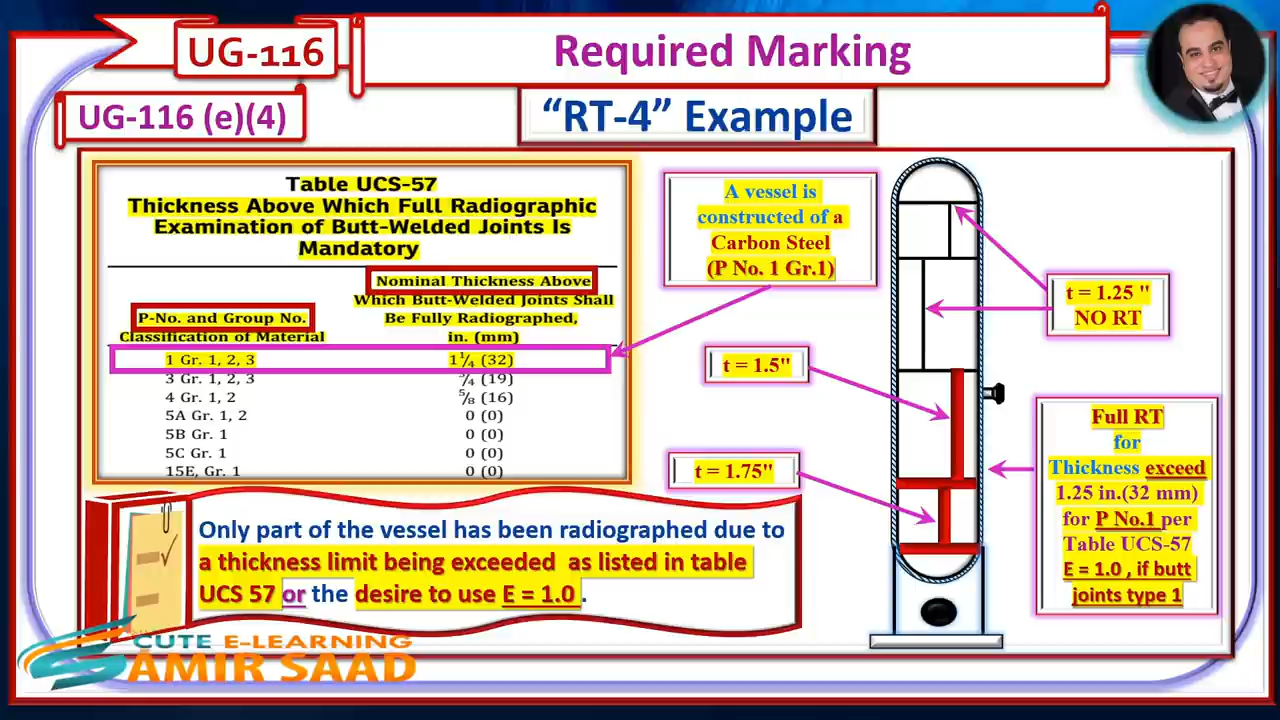 UG-116
Required Marking
UG-116 (e)(4)
“RT-4” Example
Table UCS-57
Thickness Above Which Full Radiographic
Examination of Butt-Welded Joints Is
Mandatory
Nominal Thickness Above
Which Butt-Welded Joints Shall
P-No. and Group No. Be Fully Radiographed,
Classification of Material in. (mm)
1 Gr. 1, 2, 3 1¹⁄₄ (32)
3 Gr. 1, 2, 3 ³⁄₄ (19)
4 Gr. 1, 2 ⁵⁄₈ (16)
5A Gr. 1, 2 0 (0)
5B Gr. 1 0 (0)
5C Gr. 1 0 (0)
15E, Gr. 1 0 (0)
A vessel is
constructed of a
Carbon Steel
(P No. 1 Gr.1)
t = 1.25 "
NO RT
t = 1.5"
t = 1.75"
Full RT
for
Thickness exceed
1.25 in.(32 mm)
for P No.1 per
Table UCS-57
E = 1.0 , if butt
joints type 1
Only part of the vessel has been radiographed due to
a thickness limit being exceeded as listed in table
UCS 57 or the desire to use E = 1.0 .
CUTE E-LEARNING
AMIR SAAD